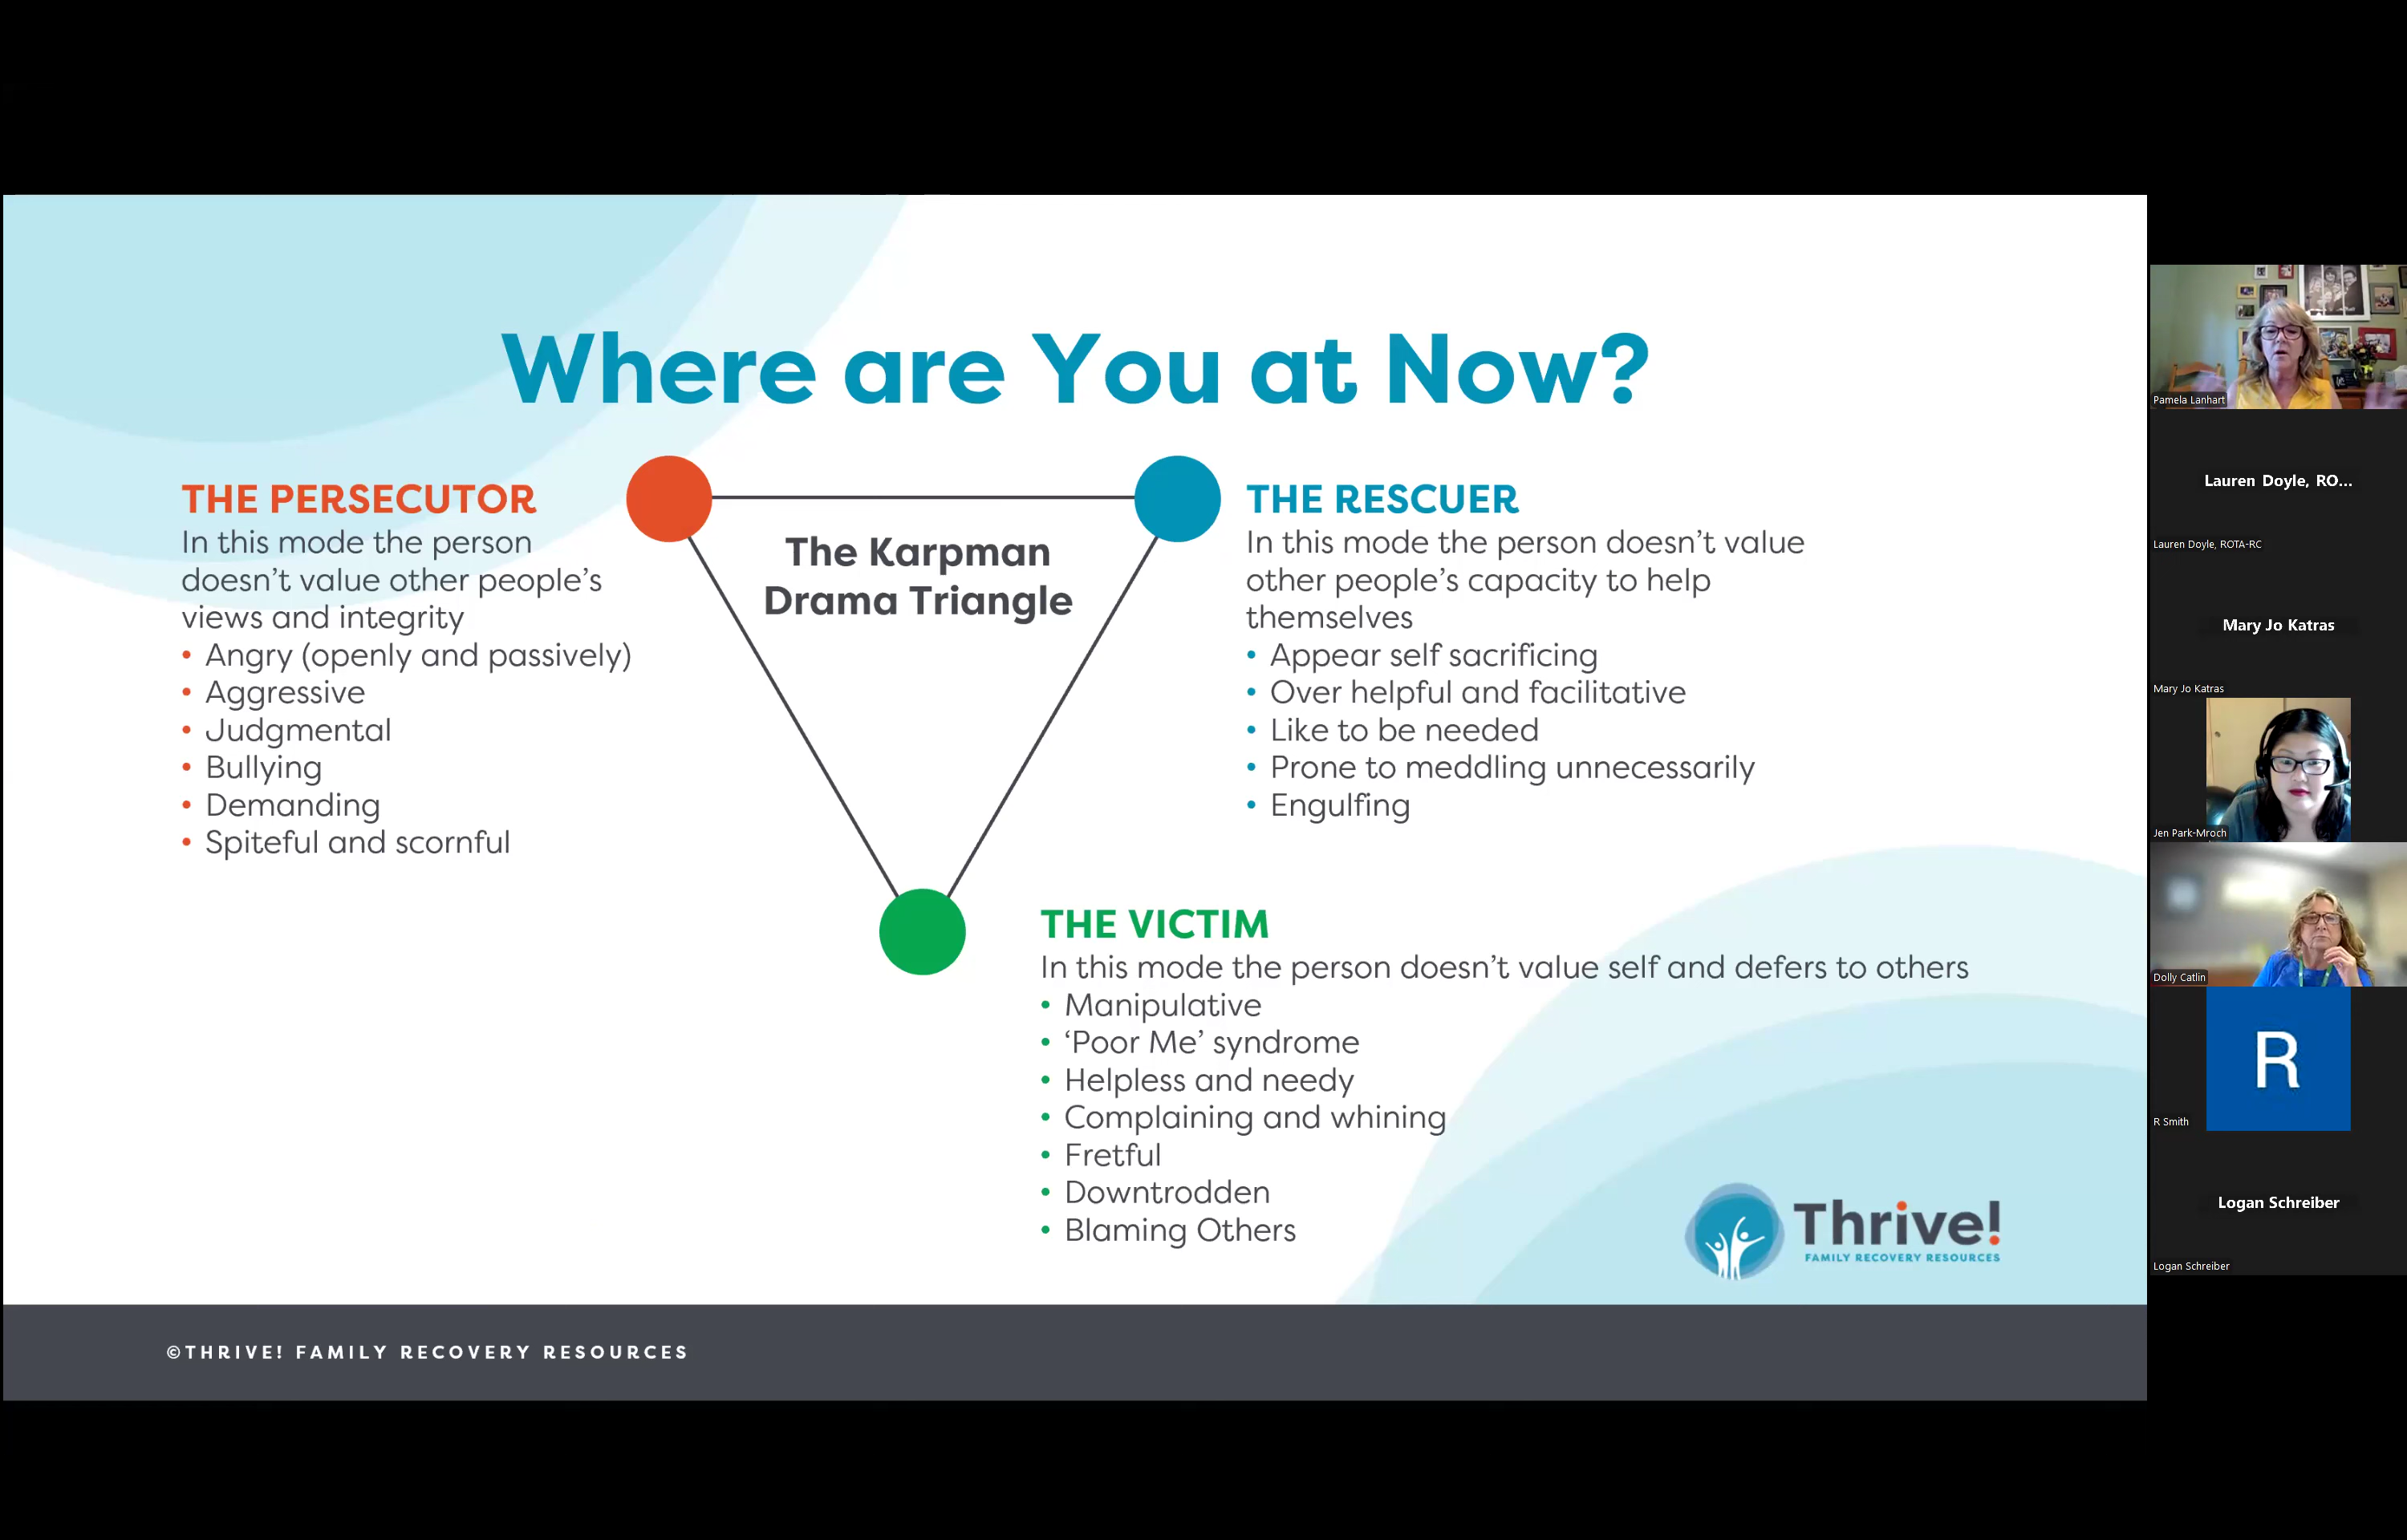 Where are You at Now?
THE PERSECUTOR
In this mode the person
doesn’t value other people’s
views and integrity
• Angry (openly and passively)
• Aggressive
• Judgmental
• Bullying
• Demanding
• Spiteful and scornful
The Karpman
Drama Triangle
THE RESCUER
In this mode the person doesn’t value
other people’s capacity to help
themselves
• Appear self sacrificing
• Over helpful and facilitative
• Like to be needed
• Prone to meddling unnecessarily
• Engulfing
THE VICTIM
In this mode the person doesn’t value self and defers to others
• Manipulative
• ‘Poor Me’ syndrome
• Helpless and needy
• Complaining and whining
• Fretful
• Downtrodden
• Blaming Others
Thrive!
FAMILY RECOVERY RESOURCES
©THRIVE! FAMILY RECOVERY RESOURCES
Pamela Lanhart
Lauren Doyle, RO...
Lauren Doyle, ROTA-RC
Mary Jo Katras
Mary Jo Katras
Jen Park-Mroch
Dolly Catlin
R
R Smith
Logan Schreiber
Logan Schreiber